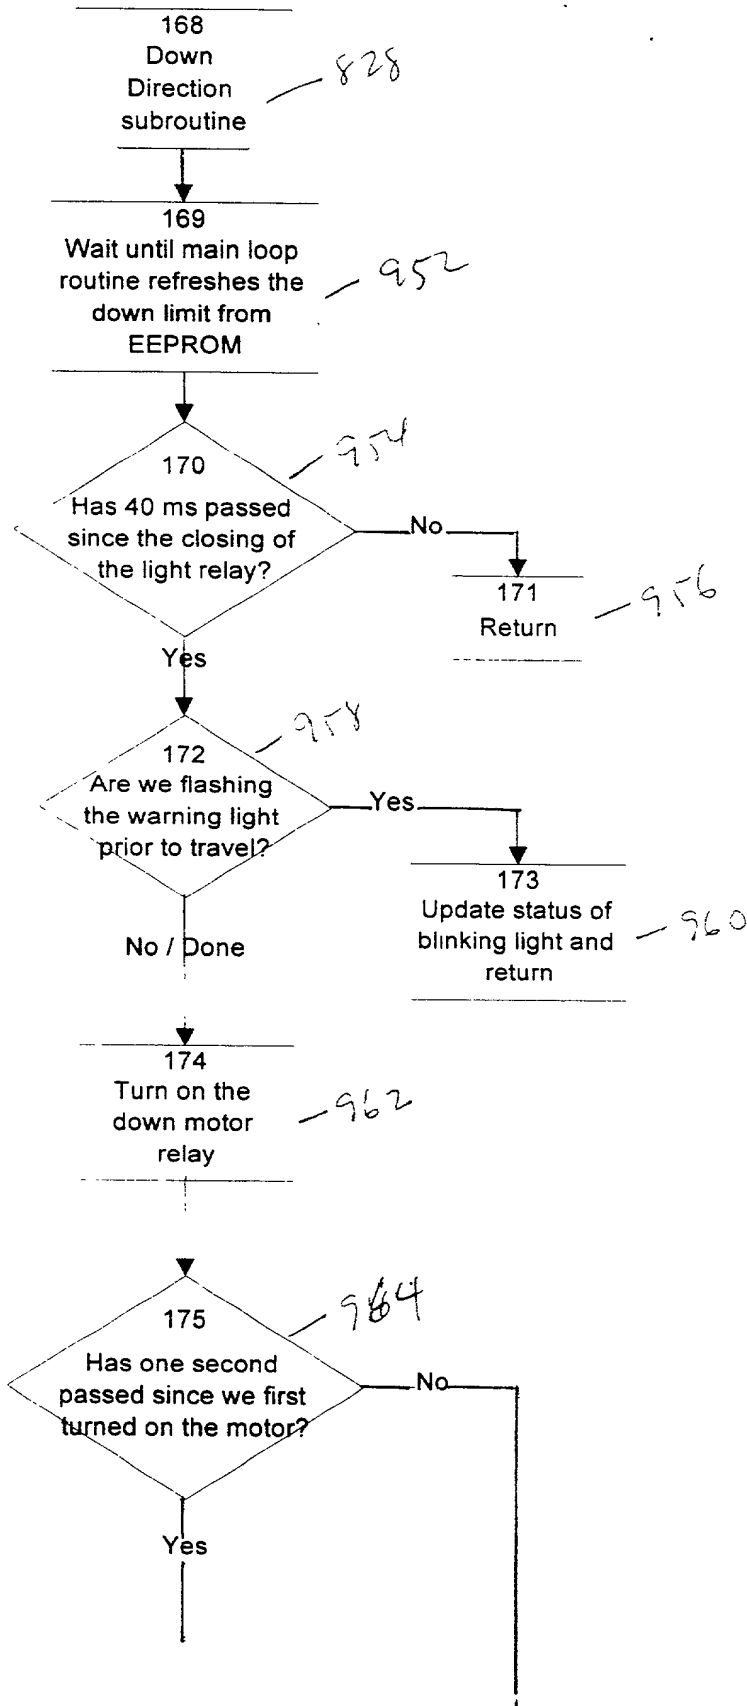 168
Down
Direction
subroutine
828
169
Wait until main loop
routine refreshes the
down limit from
EEPROM
952
170
Has 40 ms passed
since the closing of
the light relay?
954
No
171
Return
956
Yes
172
Are we flashing
the warning light
prior to travel?
958
Yes
173
Update status of
blinking light and
return
960
No / Done
174
Turn on the
down motor
relay
962
175
Has one second
passed since we first
turned on the motor?
964
No
Yes